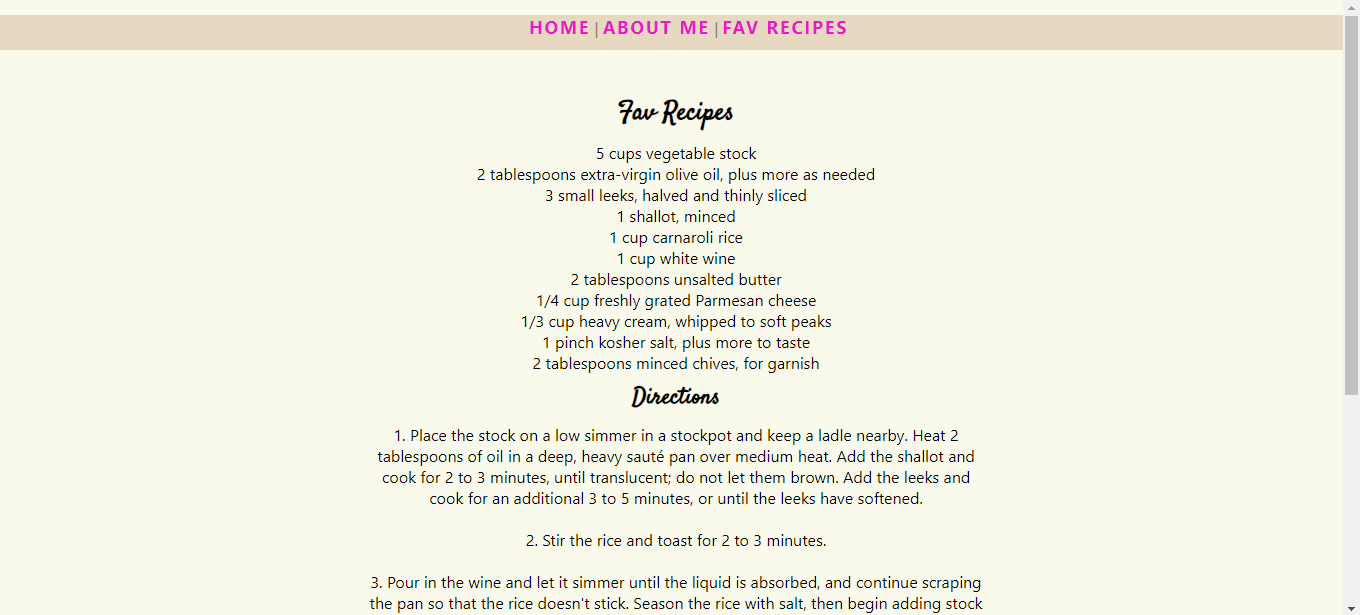 HOME | ABOUT ME | FAV RECIPES
Fav Recipes
5 cups vegetable stock
2 tablespoons extra-virgin olive oil, plus more as needed
3 small leeks, halved and thinly sliced
1 shallot, minced
1 cup carnaroli rice
1 cup white wine
2 tablespoons unsalted butter
1/4 cup freshly grated Parmesan cheese
1/3 cup heavy cream, whipped to soft peaks
1 pinch kosher salt, plus more to taste
2 tablespoons minced chives, for garnish
Directions
1. Place the stock on a low simmer in a stockpot and keep a ladle nearby. Heat 2
tablespoons of oil in a deep, heavy sauté pan over medium heat. Add the shallot and
cook for 2 to 3 minutes, until translucent; do not let them brown. Add the leeks and
cook for an additional 3 to 5 minutes, or until the leeks have softened.
2. Stir the rice and toast for 2 to 3 minutes.
3. Pour in the wine and let it simmer until the liquid is absorbed, and continue scraping
the pan so that the rice doesn't stick. Season the rice with salt, then begin adding stock